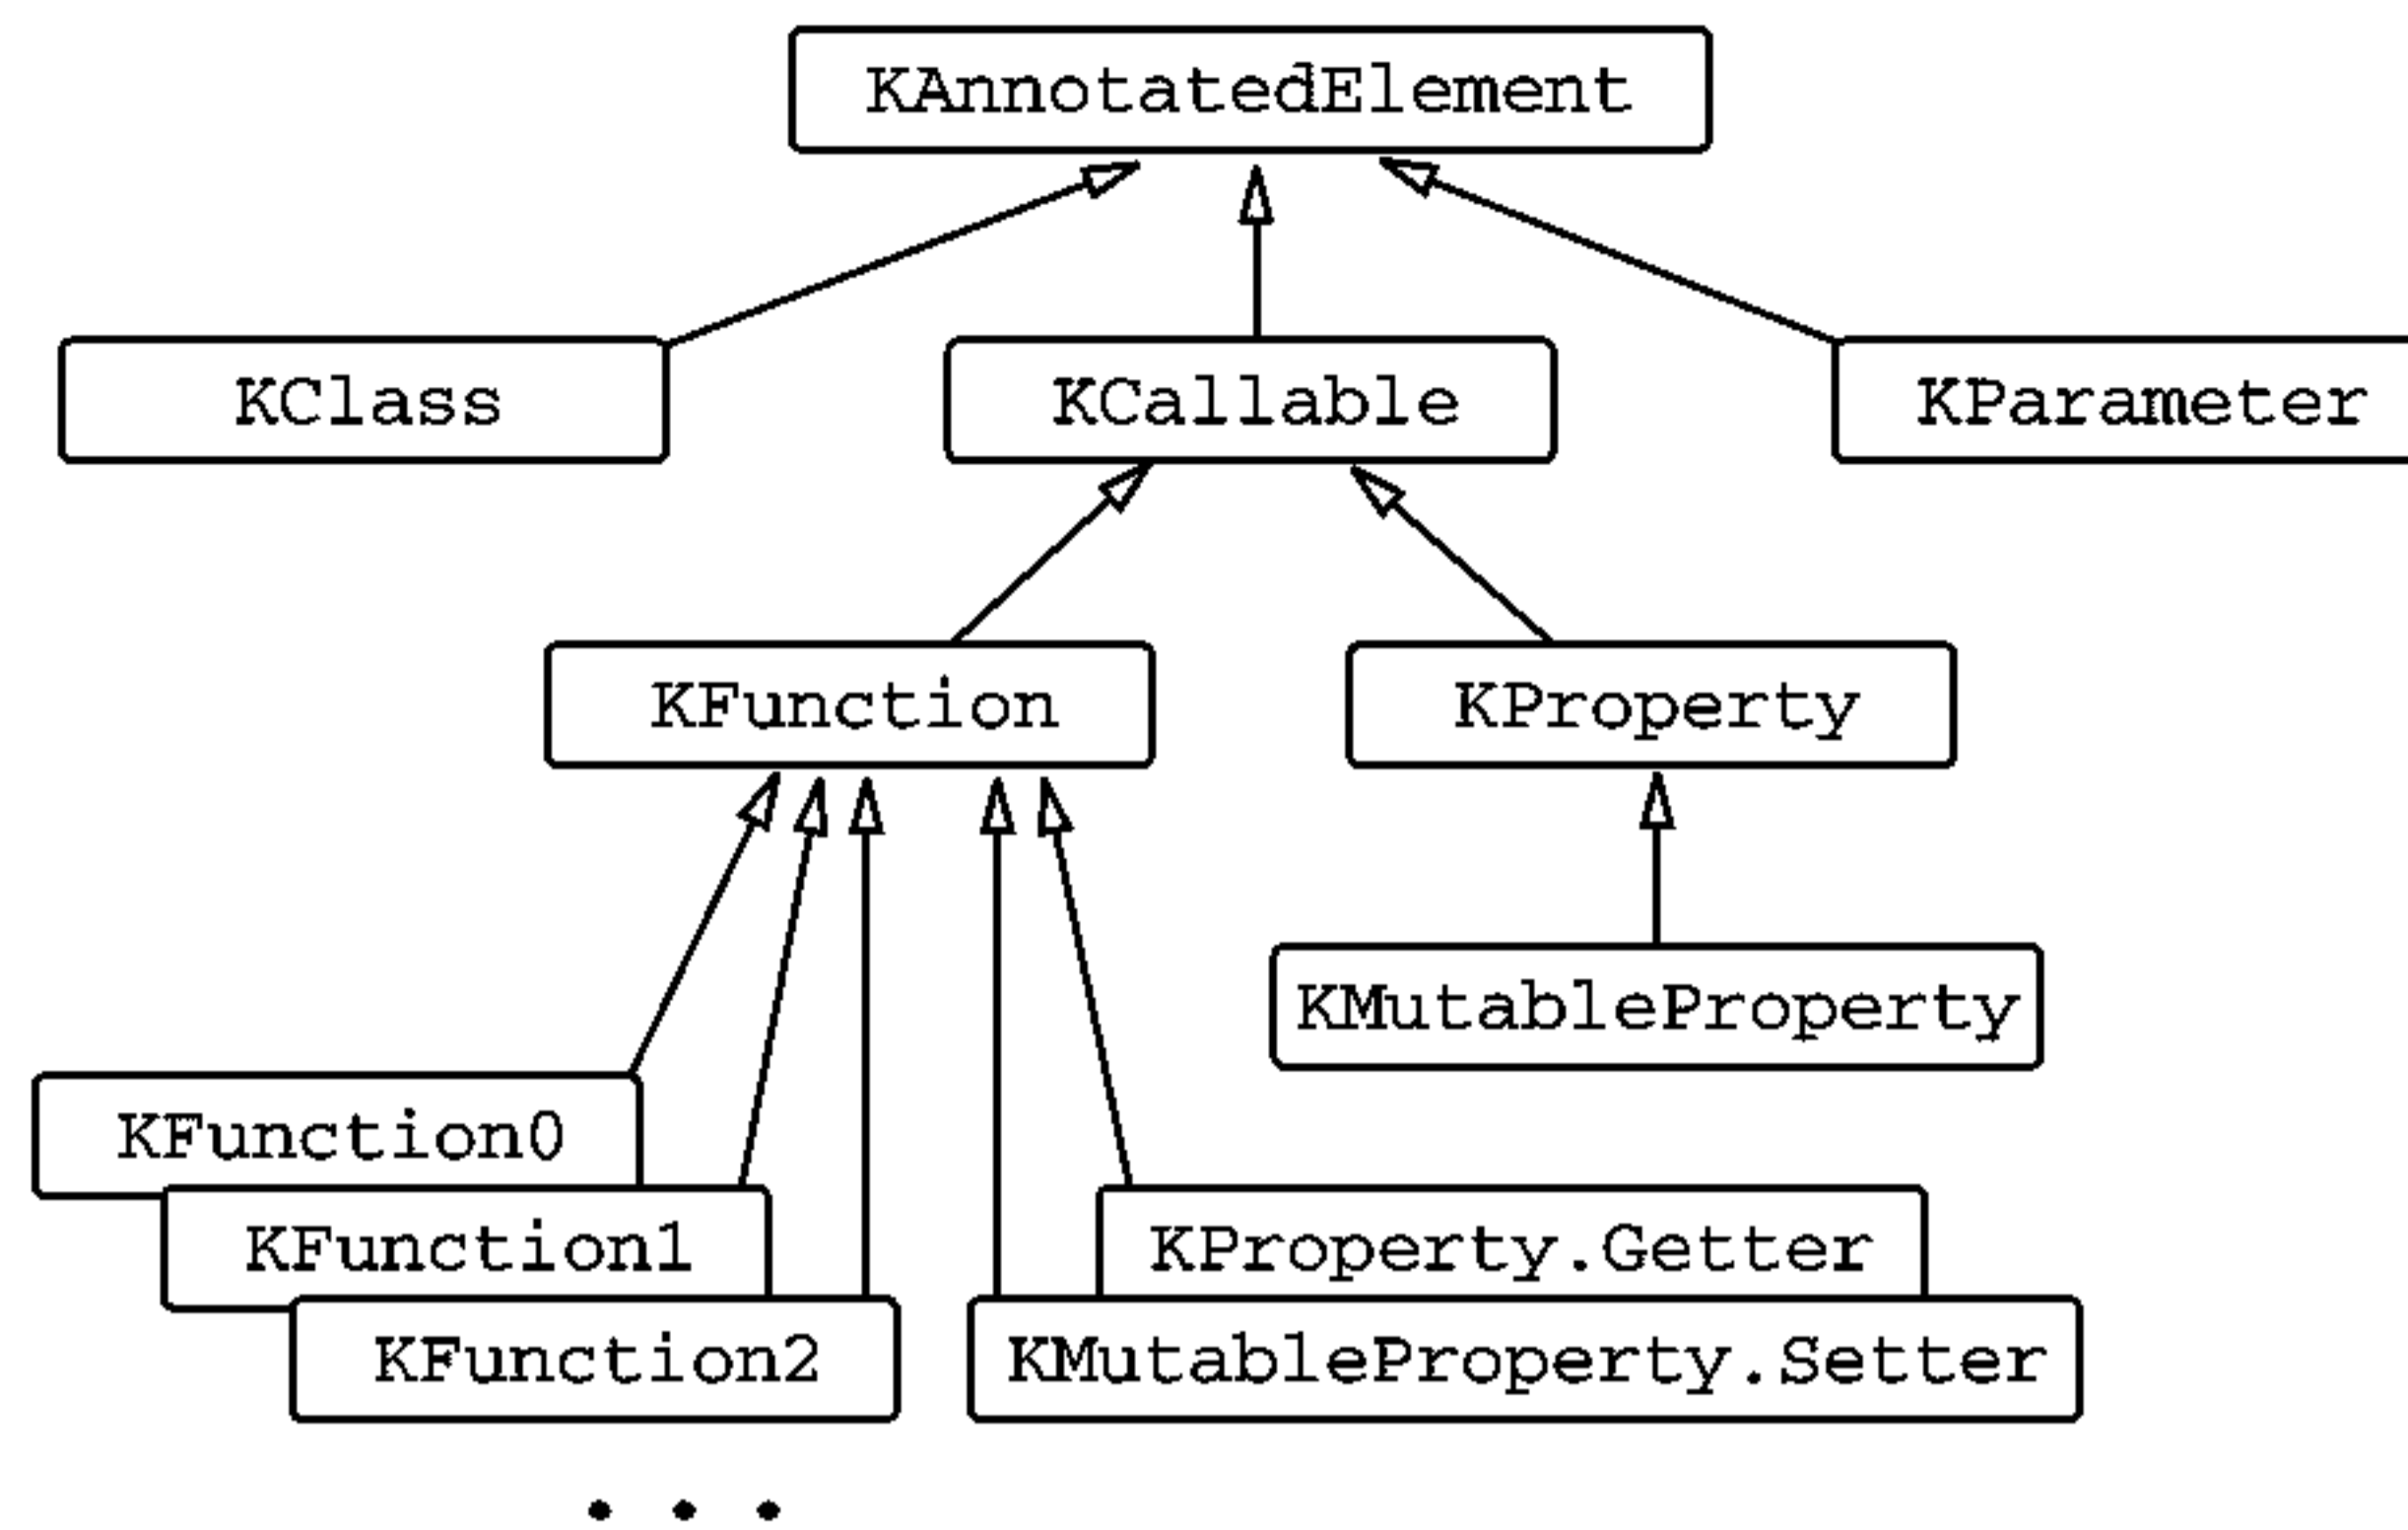 KAnnotatedElement
KClass
KCallable
KParameter
KFunction
KProperty
KMutableProperty
KFunction0
KFunction1
KProperty.Getter
KFunction2
KMutableProperty.Setter
. . .